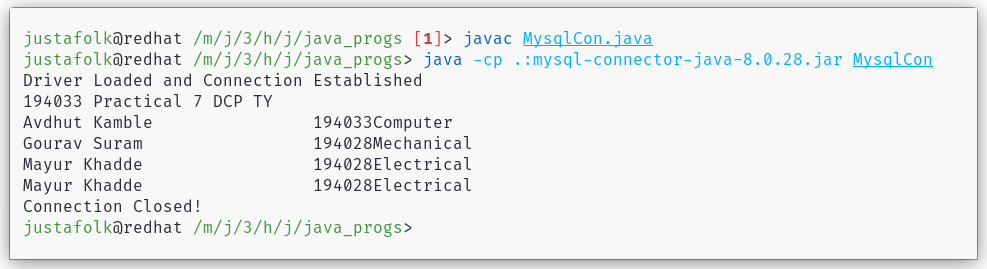 justafolk@redhat /m/j/3/h/j/java_progs [1]> javac MysqlCon.java
justafolk@redhat /m/j/3/h/j/java_progs> java -cp .:mysql-connector-java-8.0.28.jar MysqlCon
Driver Loaded and Connection Established
194033 Practical 7 DCP TY
Avdhut Kamble                194033Computer
Gourav Suram                 194028Mechanical
Mayur Khadde                 194028Electrical
Mayur Khadde                 194028Electrical
Connection Closed!
justafolk@redhat /m/j/3/h/j/java_progs>